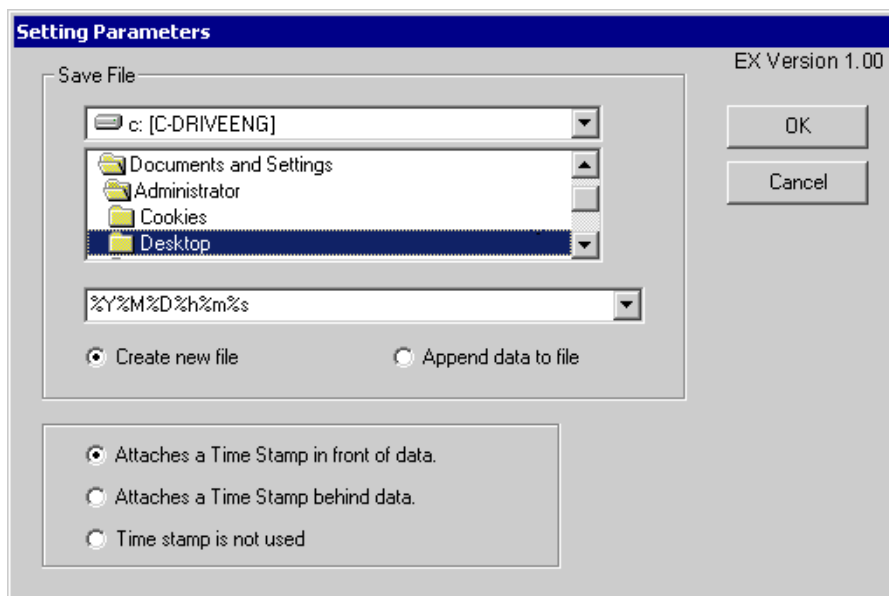 Setting Parameters
EX Version 1.00
Save File
c: [C-DRIVEENG]
OK
Documents and Settings
Administrator
Cancel
Cookies
Desktop
%Y%M%D%h%m%s
Create new file
Append data to file
Attaches a Time Stamp in front of data.
Attaches a Time Stamp behind data.
Time stamp is not used